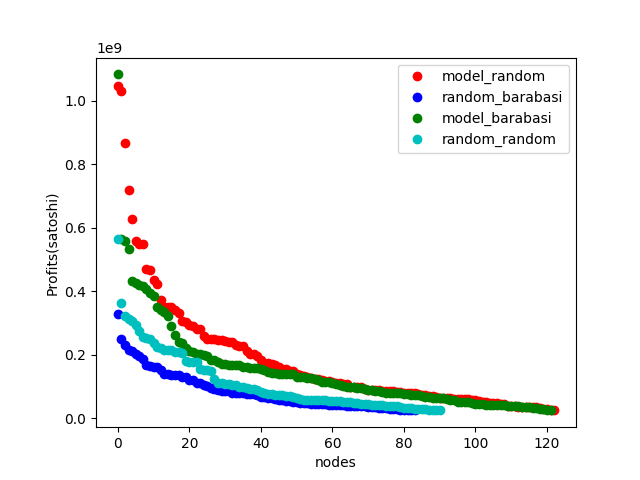 1e9
1.0
0.8
0.6
0.4
0.2
0.0
Profits(satoshi)
0 20 40 60 80 100 120
nodes
model_random
random_barabasi
model_barabasi
random_random